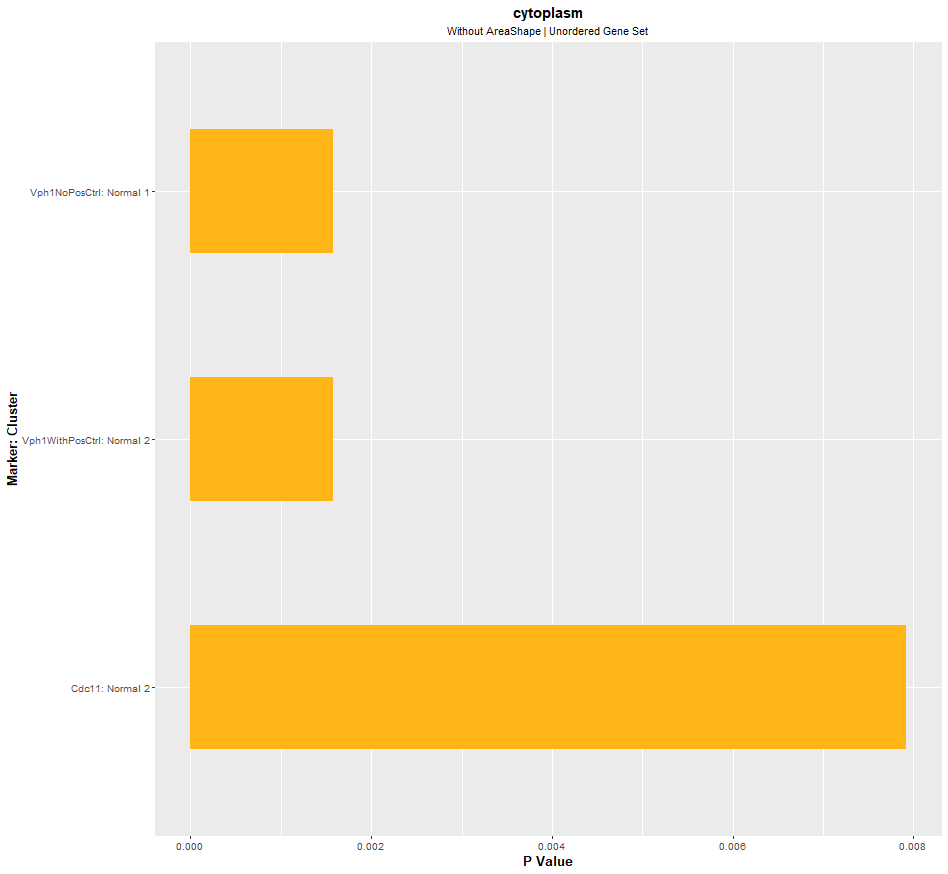 cytoplasm
Without AreaShape | Unordered Gene Set
Marker: Cluster
Vph1NoPosCtrl: Normal 1
Vph1WithPosCtrl: Normal 2
Cdc11: Normal 2
0.000 0.002 0.004 0.006 0.008
P Value